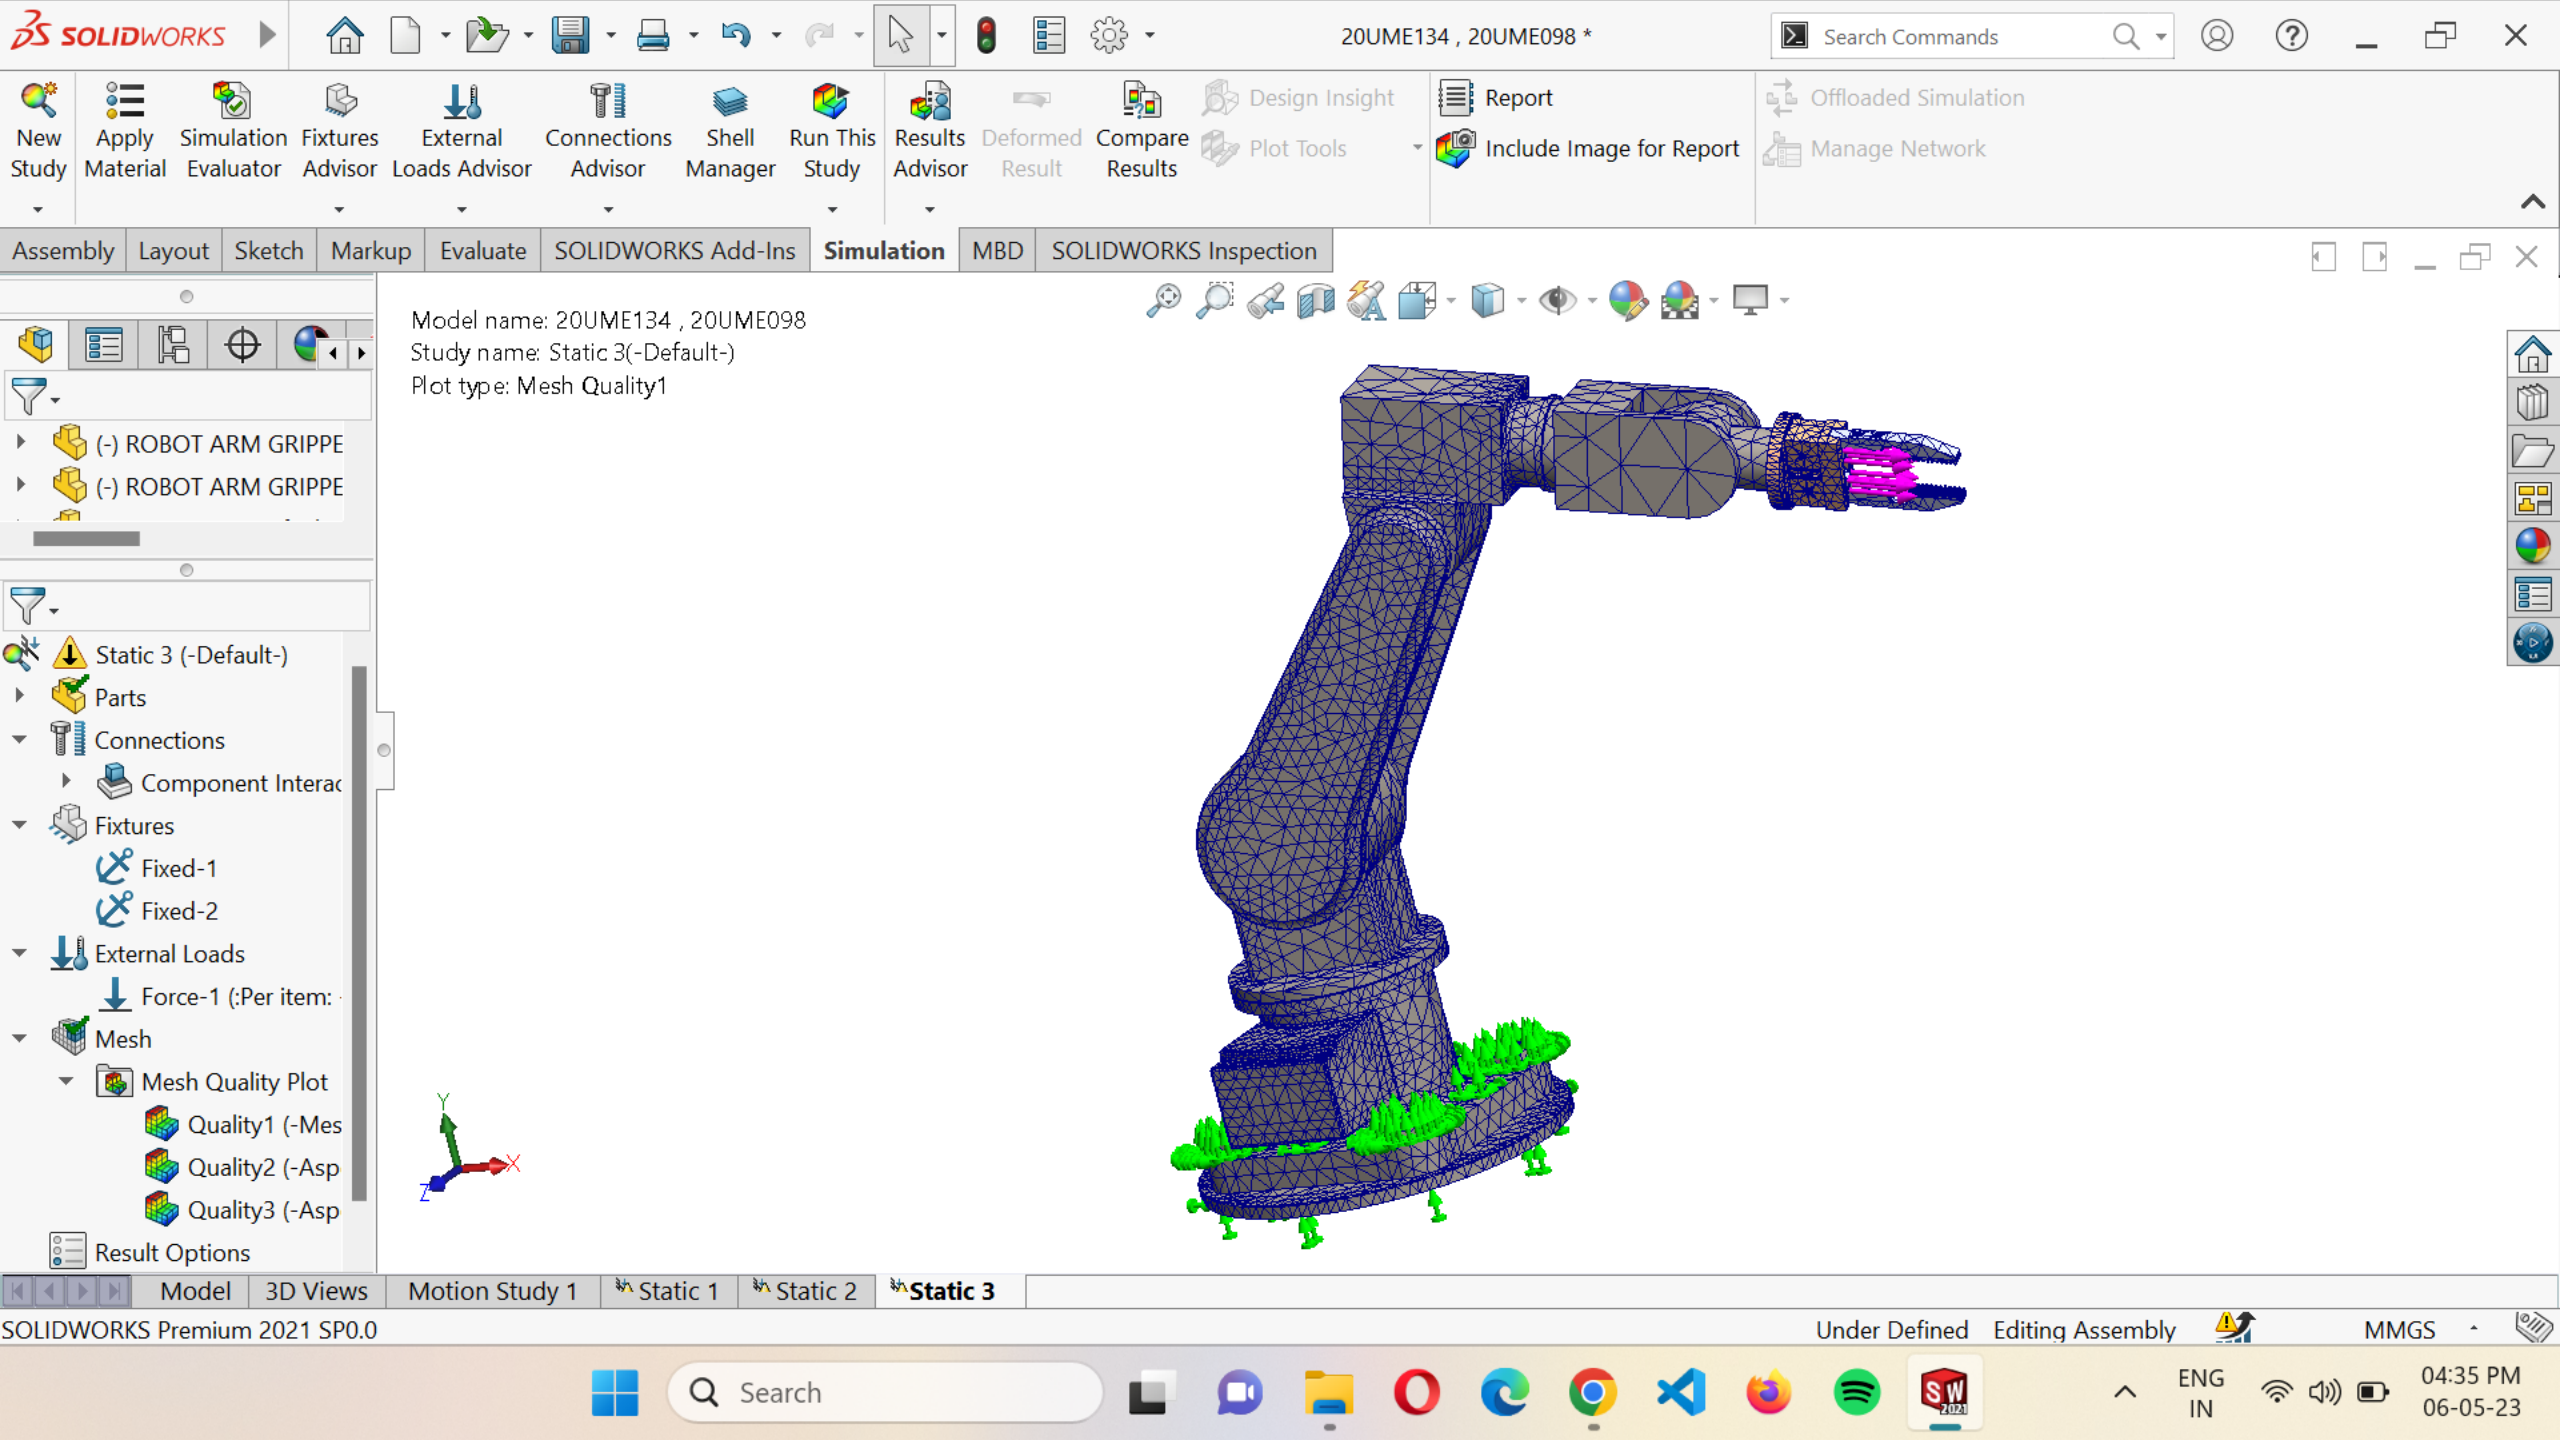 SOLIDWORKS
20UME134 , 20UME098 *
Search Commands
New Study
Apply Material
Simulation Evaluator
Fixtures Advisor
External Loads Advisor
Connections Advisor
Shell Manager
Run This Study
Results Advisor
Deformed Result
Compare Results
Design Insight
Plot Tools
Report
Include Image for Report
Offloaded Simulation
Manage Network
Assembly
Layout
Sketch
Markup
Evaluate
SOLIDWORKS Add-Ins
Simulation
MBD
SOLIDWORKS Inspection
Model name: 20UME134 , 20UME098
Study name: Static 3(-Default-)
Plot type: Mesh Quality1
(-) ROBOT ARM GRIPPE
(-) ROBOT ARM GRIPPE
Static 3 (-Default-)
Parts
Connections
Component Interac
Fixtures
Fixed-1
Fixed-2
External Loads
Force-1 (:Per item:
Mesh
Mesh Quality Plot
Quality1 (-Mes
Quality2 (-Asp
Quality3 (-Asp
Result Options
Y
X
Z
Model
3D Views
Motion Study 1
Static 1
Static 2
Static 3
SOLIDWORKS Premium 2021 SP0.0
Under Defined
Editing Assembly
MMGS
Search
SW
2021
ENG
IN
04:35 PM
06-05-23